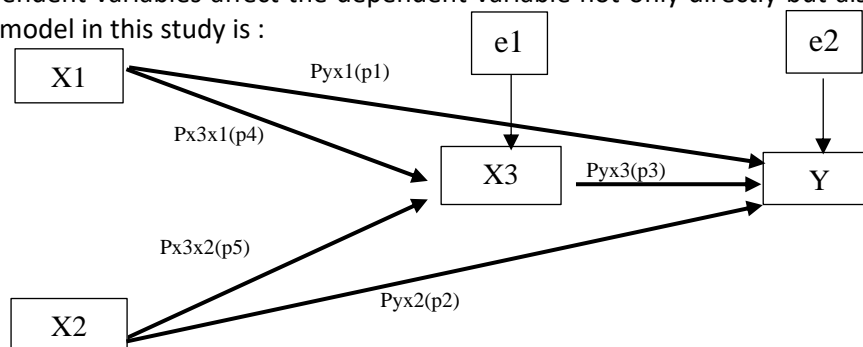 endent variables affect the dependent variable not only directly but als
model in this study is :
e1
e2
X1
Pyx1(p1)
Px3x1(p4)
X3
Pyx3(p3)
Y
Px3x2(p5)
Pyx2(p2)
X2